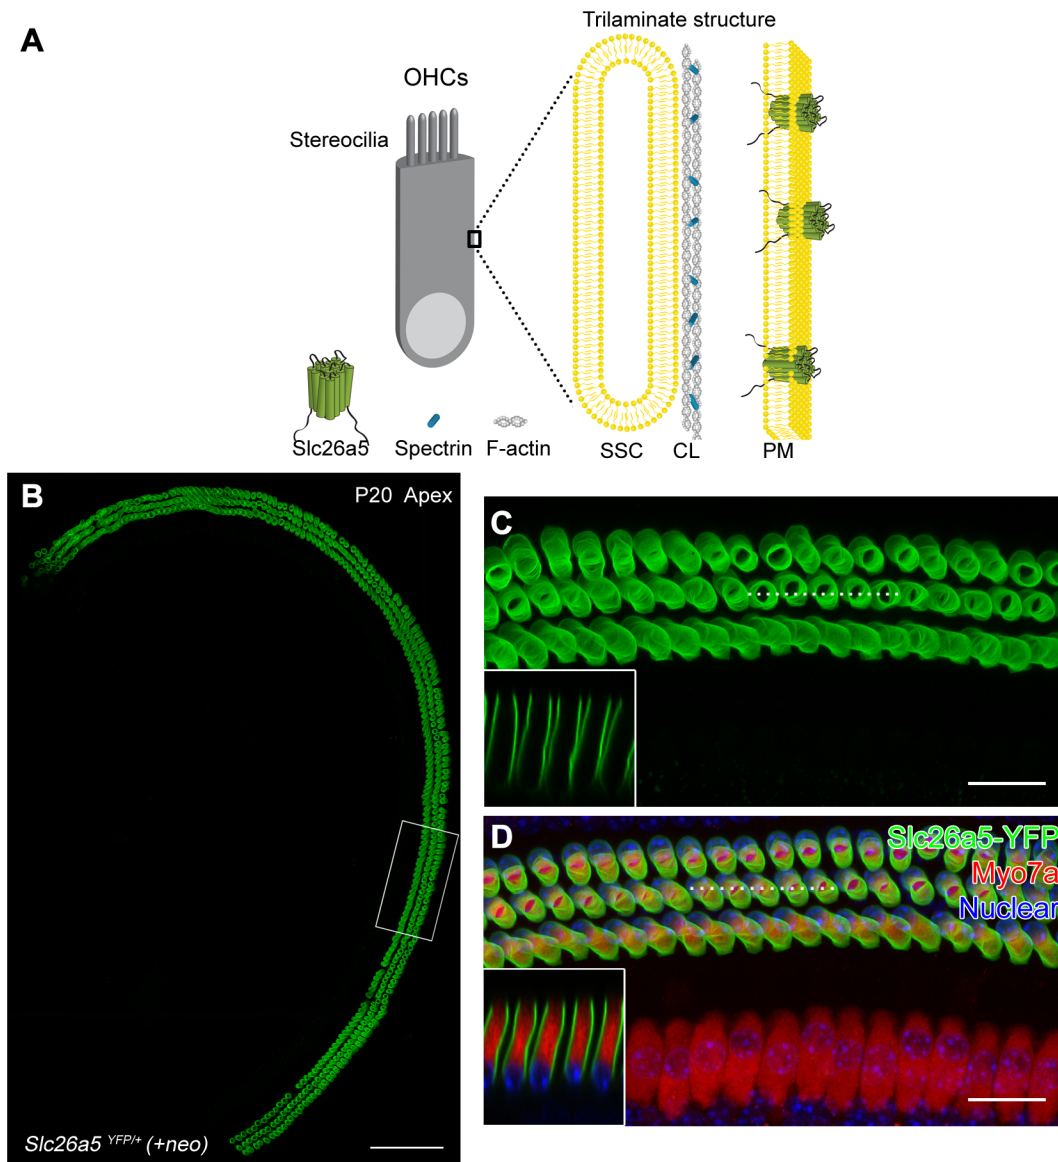 A
Trilaminate structure
OHCs
Stereocilia
Slc26a5
Spectrin
F-actin
SSC
CL
PM
B
P20 Apex
Slc26a5 YFP/+ (+neo)
C
D
Slc26a5-YFP
Myo7a
Nuclear